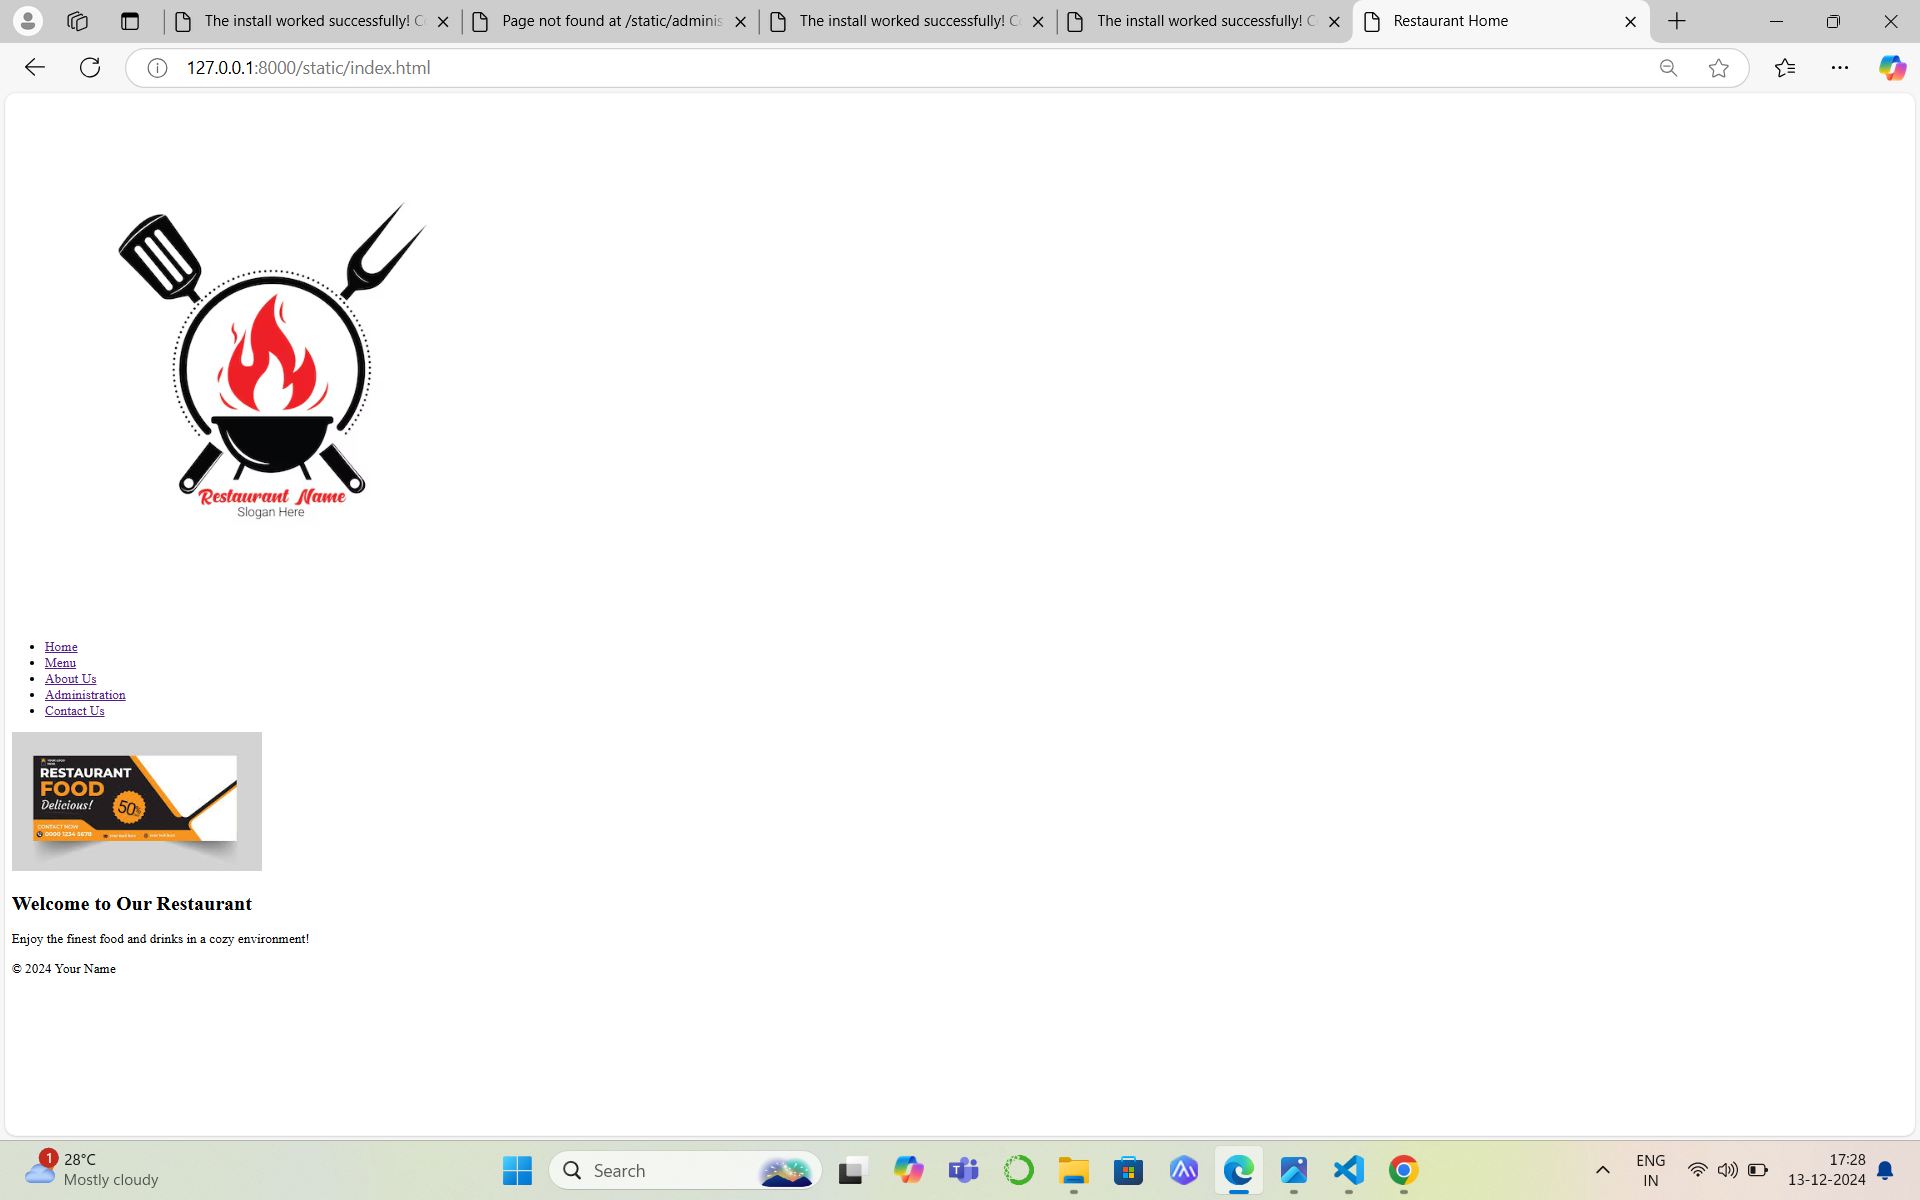 The install worked successfully! Co
Page not found at /static/adminis
The install worked successfully! Co
The install worked successfully! Co
Restaurant Home
127.0.0.1:8000/static/index.html
Restaurant Name
Slogan Here
Home
Menu
About Us
Administration
Contact Us
RESTAURANT
FOOD
Delicious!
50%
CONTACT NOW
0000 1234 5678
Welcome to Our Restaurant
Enjoy the finest food and drinks in a cozy environment!
© 2024 Your Name
1
28°C
Mostly cloudy
Search
ENG
IN
17:28
13-12-2024